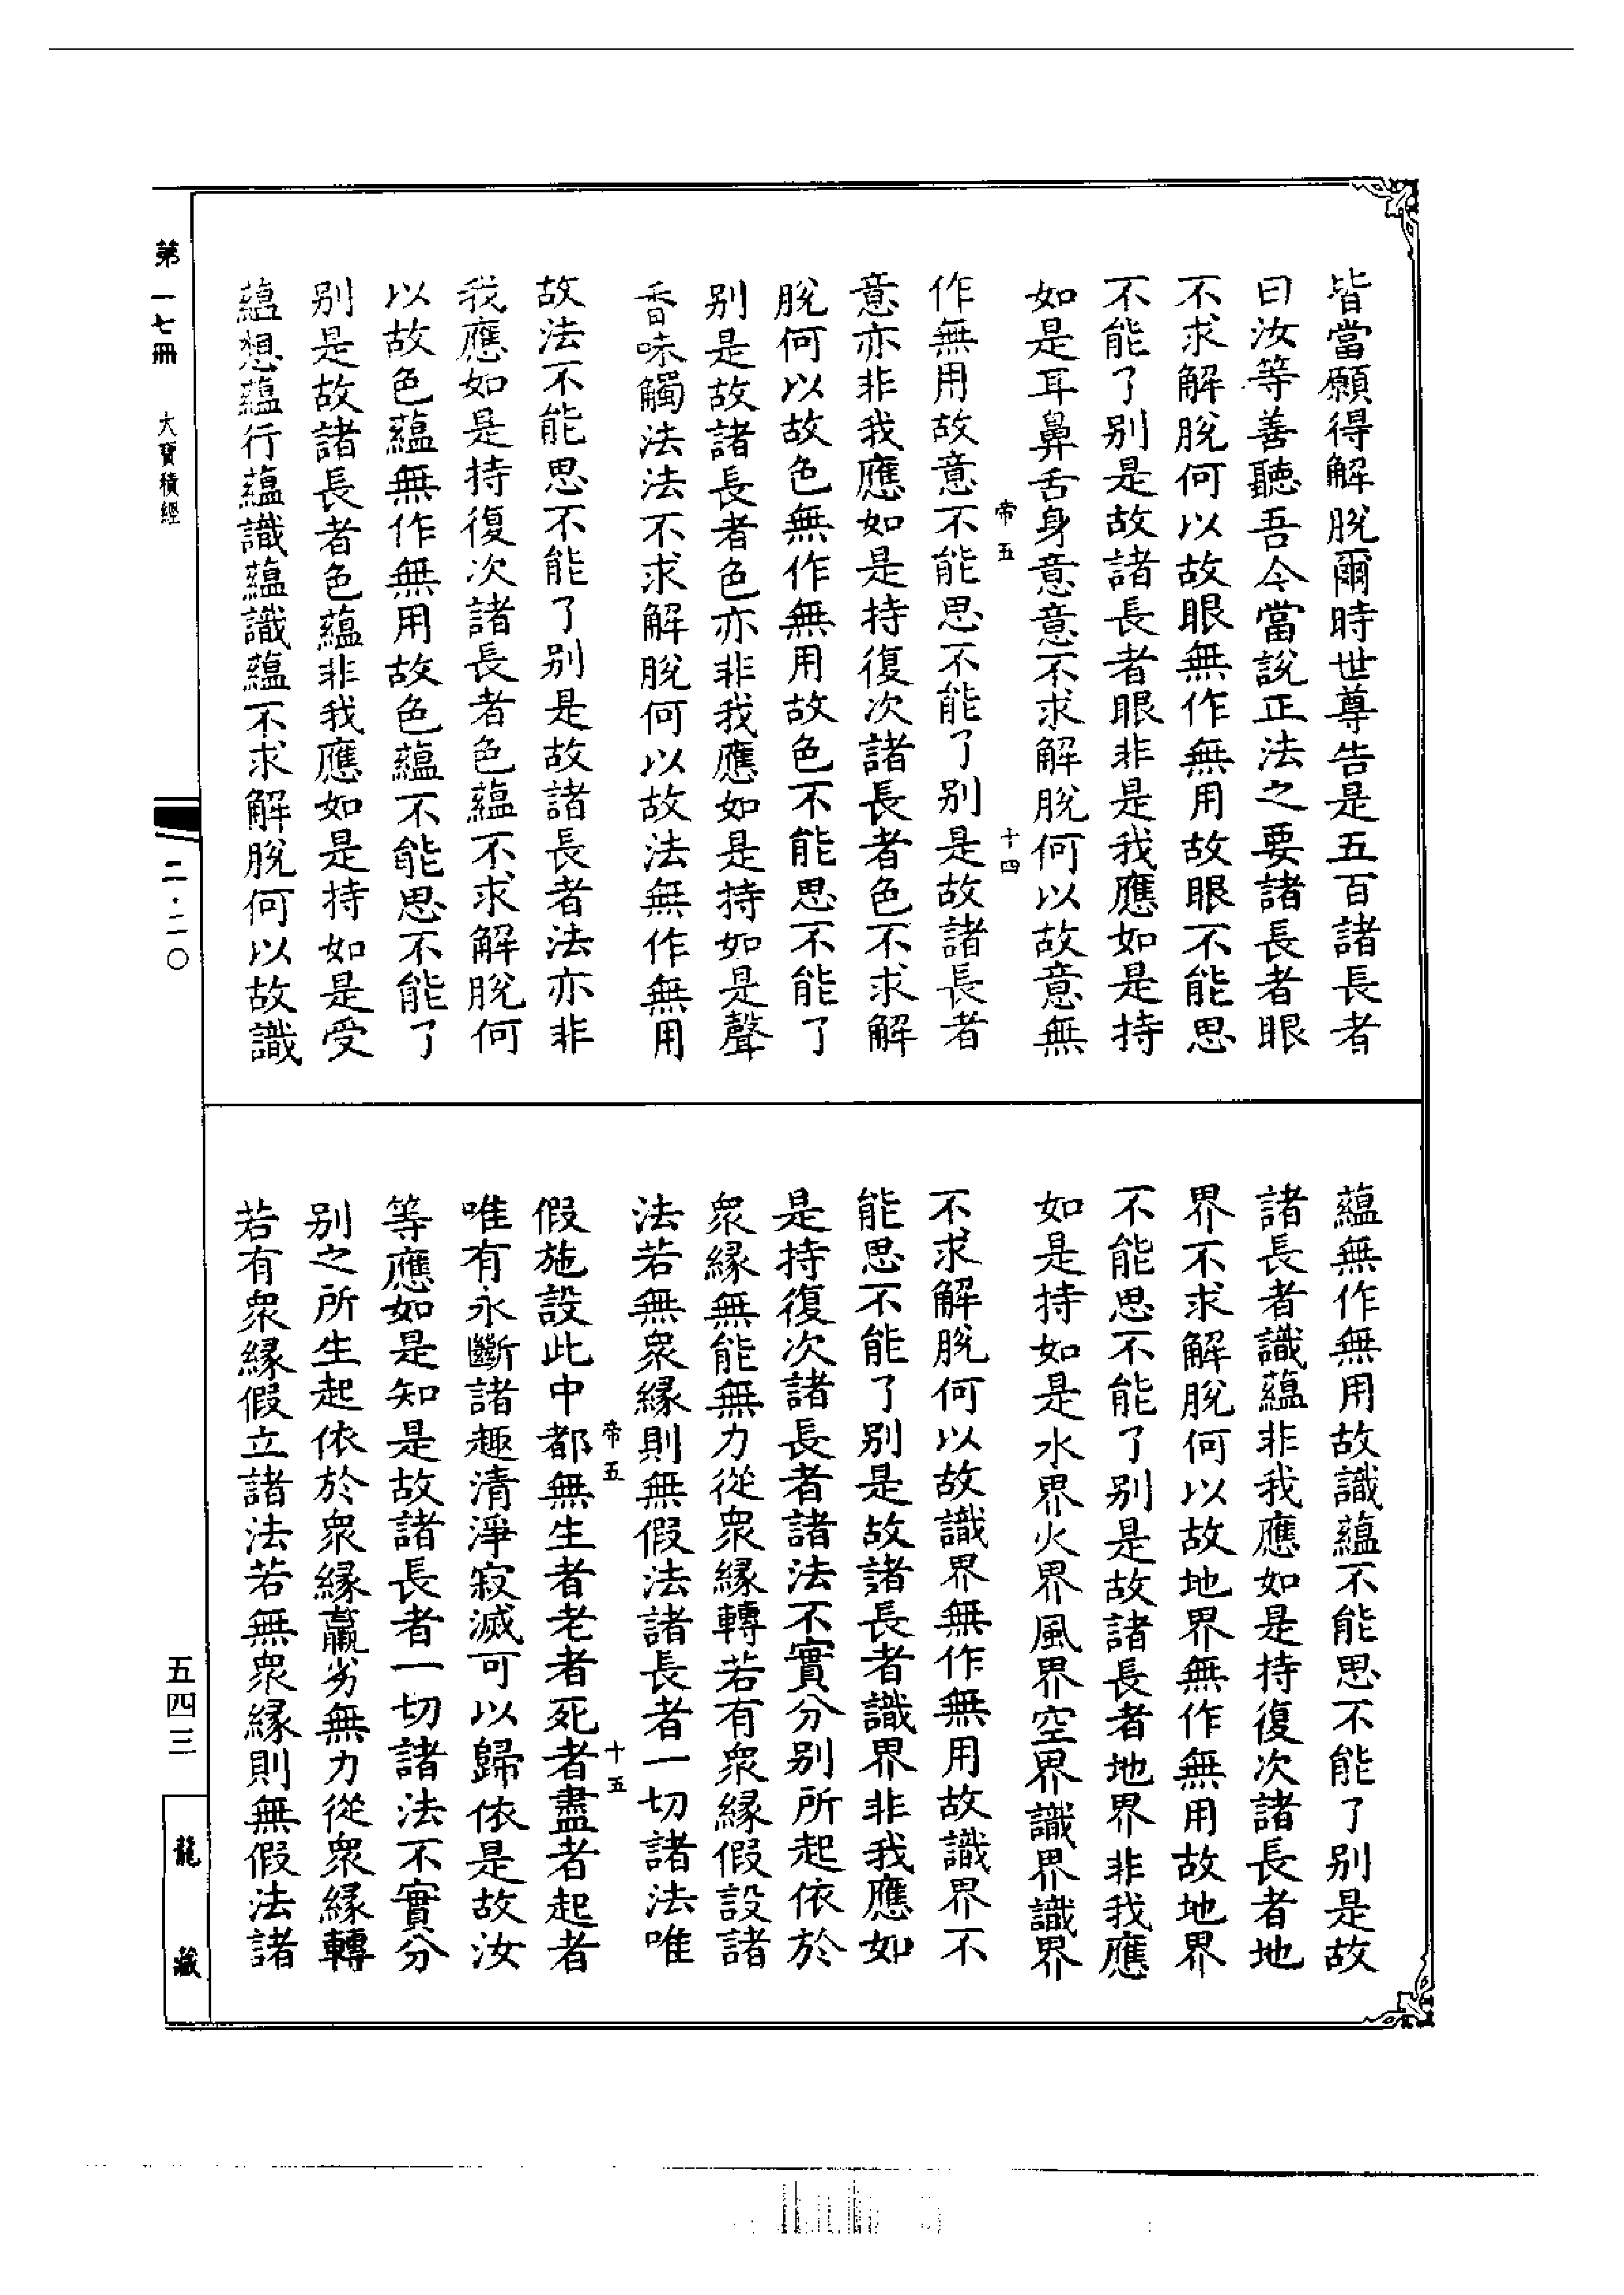 皆當願得解脫爾時世尊告是五百諸長者
曰汝等善聽吾今當說正法之要諸長者眼
不求解脫何以故眼無作無用故眼不能思
不能了別是故諸長者眼非是我應如是持
如是耳鼻舌身意意不求解脫何以故意無
帝五 十四
作無用故意不能思不能了別是故諸長者
意亦非我應如是持復次諸長者色不求解
脫何以故色無作無用故色不能思不能了
別是故諸長者色亦非我應如是持如是聲
香味觸法法不求解脫何以故法無作無用
故法不能思不能了別是故諸長者法亦非
我應如是持復次諸長者色蘊不求解脫何
以故色蘊無作無用故色蘊不能思不能了
別是故諸長者色蘊非我應如是持如是受
蘊想蘊行蘊識蘊識蘊不求解脫何以故識
蘊無作無用故識蘊不能思不能了別是故
諸長者識蘊非我應如是持復次諸長者地
界不求解脫何以故地界無作無用故地界
不能思不能了別是故諸長者地界非我應
如是持如是水界火界風界空界識界識界
不求解脫何以故識界無作無用故識界不
能思不能了別是故諸長者識界非我應如
是持復次諸長者諸法不實分別所起依於
眾緣無能無力從眾緣轉若有眾緣假設諸
法若無眾緣則無假法諸長者一切諸法唯
帝五 十五
假施設此中都無生者老者死者盡者起者
唯有永斷諸趣清淨寂滅可以歸依是故汝
等應如是知是故諸長者一切諸法不實分
別之所生起依於眾緣羸劣無力從眾緣轉
若有眾緣假立諸法若無眾緣則無假法諸
第一七冊 大寶積經
二·二〇
五四三
龍藏